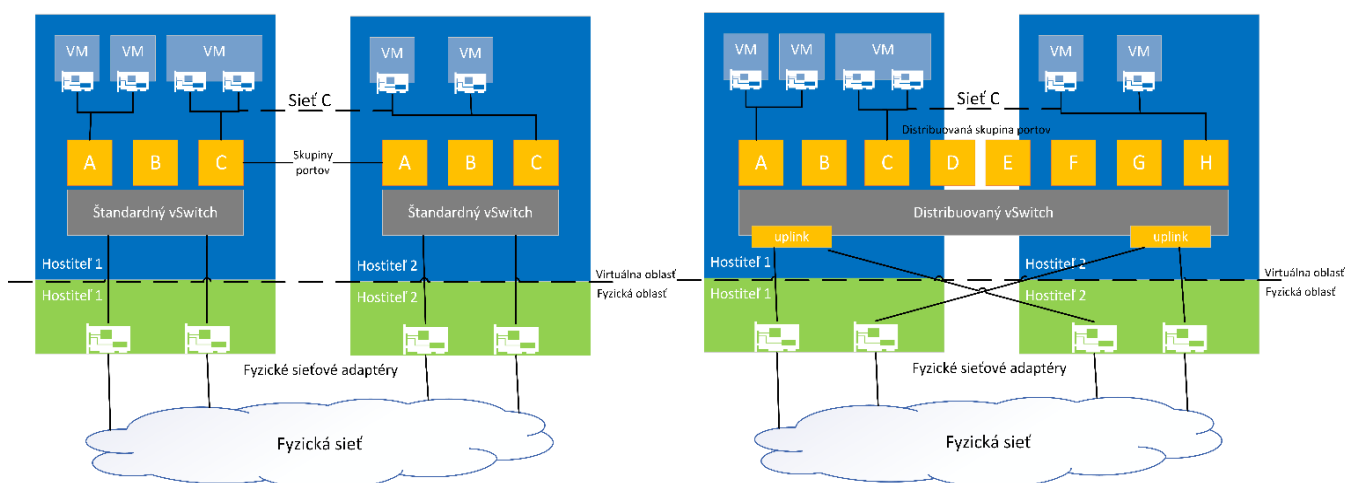 VM
VM
VM
VM
VM
Sieť C
A
B
C
Skupiny
portov
A
B
C
Štandardný vSwitch
Štandardný vSwitch
Hostiteľ 1
Hostiteľ 2
Virtuálna oblasť
Hostiteľ 1
Hostiteľ 2
Fyzická oblasť
Fyzické sieťové adaptéry
Fyzická sieť
VM
VM
VM
VM
VM
Sieť C
Distribuovaná skupina portov
A
B
C
D
E
F
G
H
Distribuovaný vSwitch
uplink
uplink
Hostiteľ 1
Hostiteľ 2
Virtuálna oblasť
Hostiteľ 1
Hostiteľ 2
Fyzická oblasť
Fyzické sieťové adaptéry
Fyzická sieť